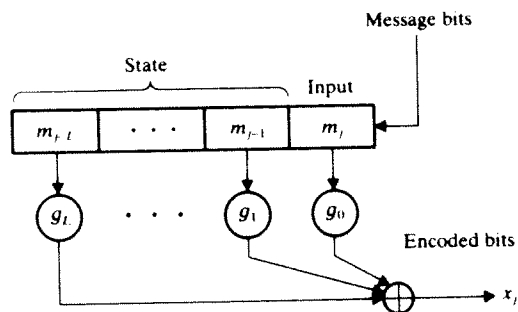 Message bits
State
Input
m_{j-L} · · · m_{j-1} m_j
g_L · · · g_1 g_0
Encoded bits
x_j